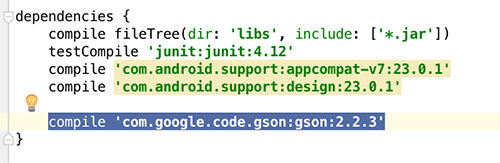 dependencies {
compile fileTree(dir: 'libs', include: ['*.jar'])
testCompile 'junit:junit:4.12'
compile 'com.android.support:appcompat-v7:23.0.1'
compile 'com.android.support:design:23.0.1'
compile 'com.google.code.gson:gson:2.2.3'
}